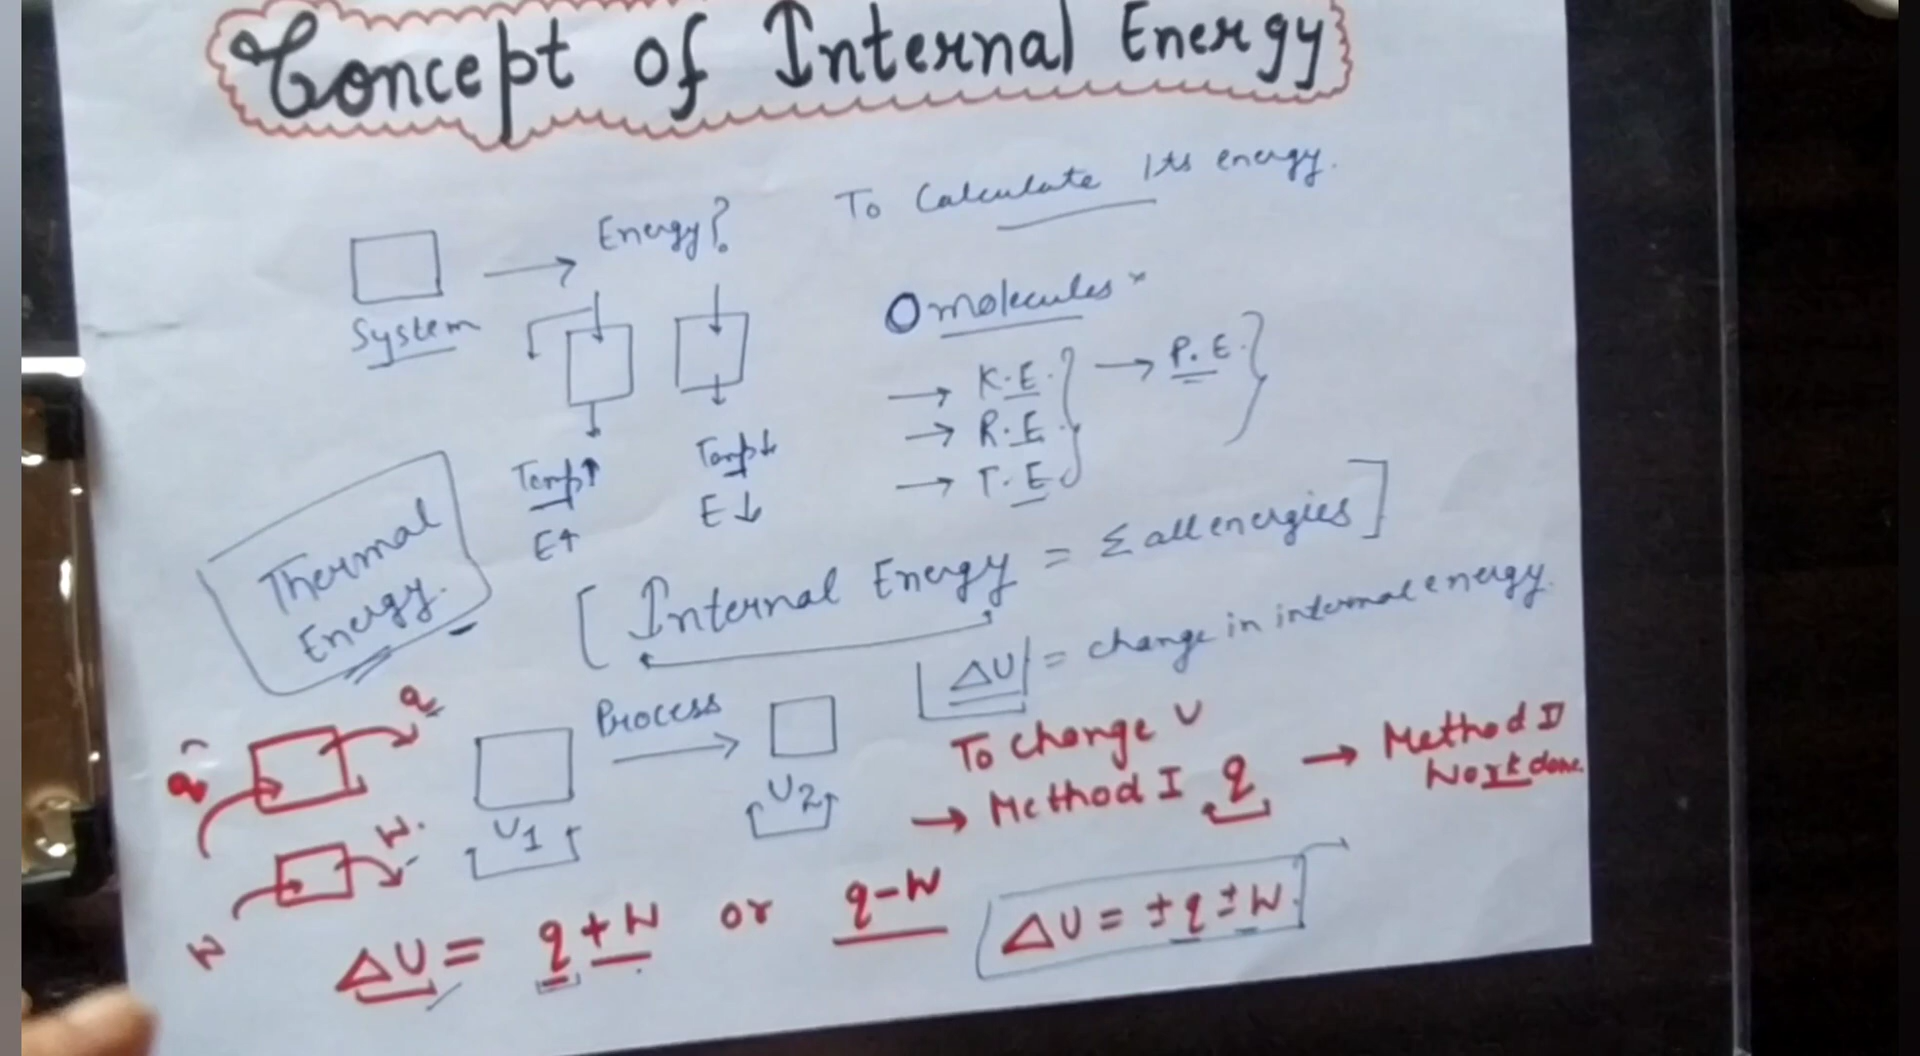 Concept of Internal Energy
To Calculate Its energy.
Energy?
System
molecules
→ K.E. → P.E.
→ R.E.
→ T.E
Temp↑
E↑
Temp↓
E↓
Thermal
Energy.
[Internal Energy = Σ all energies]
ΔU = change in internal energy.
Process
U1
U2
To change U
→ Method I q → Method II
Work done.
q
q
W.
W
ΔU = q + W or q - W
ΔU = ± q ± W.